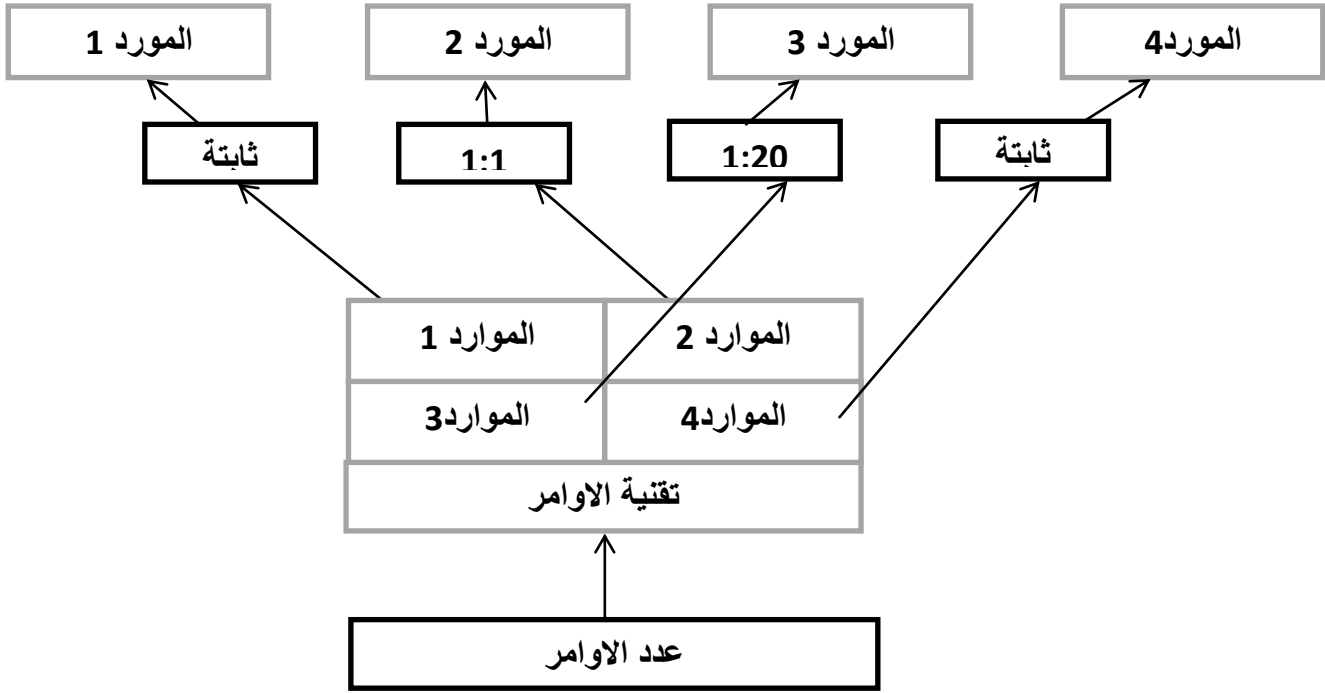 المورد 1
المورد 2
المورد 3
المورد4
ثابتة
1:1
1:20
ثابتة
الموارد 1
الموارد 2
الموارد3
الموارد4
تقنية الاوامر
عدد الاوامر